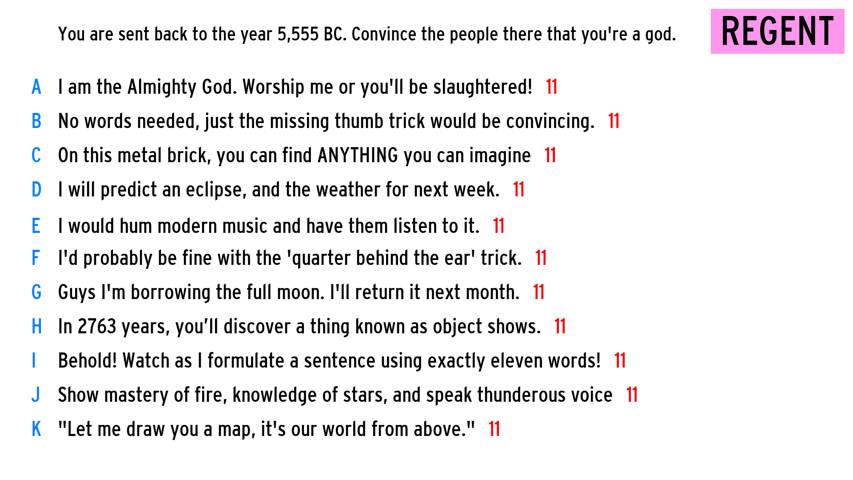 You are sent back to the year 5,555 BC. Convince the people there that you're a god.
REGENT
A I am the Almighty God. Worship me or you'll be slaughtered! 11
B No words needed, just the missing thumb trick would be convincing. 11
C On this metal brick, you can find ANYTHING you can imagine 11
D I will predict an eclipse, and the weather for next week. 11
E I would hum modern music and have them listen to it. 11
F I'd probably be fine with the 'quarter behind the ear' trick. 11
G Guys I'm borrowing the full moon. I'll return it next month. 11
H In 2763 years, you’ll discover a thing known as object shows. 11
I Behold! Watch as I formulate a sentence using exactly eleven words! 11
J Show mastery of fire, knowledge of stars, and speak thunderous voice 11
K "Let me draw you a map, it's our world from above." 11